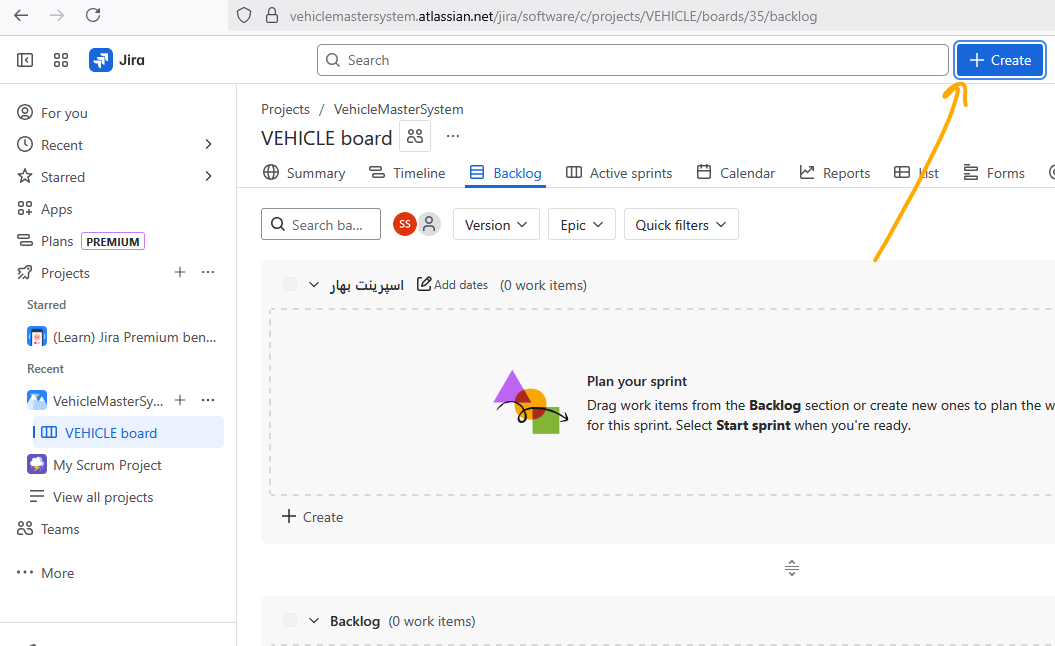 vehiclemastersystem.atlassian.net/jira/software/c/projects/VEHICLE/boards/35/backlog
Jira
Search
Create
For you
Recent
Starred
Apps
Plans PREMIUM
Projects
Starred
(Learn) Jira Premium ben...
Recent
VehicleMasterSy...
VEHICLE board
My Scrum Project
View all projects
Teams
More
Projects / VehicleMasterSystem
VEHICLE board
Summary Timeline Backlog Active sprints Calendar Reports List Forms
Search ba... SS Version Epic Quick filters
اسپرینت بهار Add dates (0 work items)
Plan your sprint
Drag work items from the Backlog section or create new ones to plan the w
for this sprint. Select Start sprint when you're ready.
Create
Backlog (0 work items)